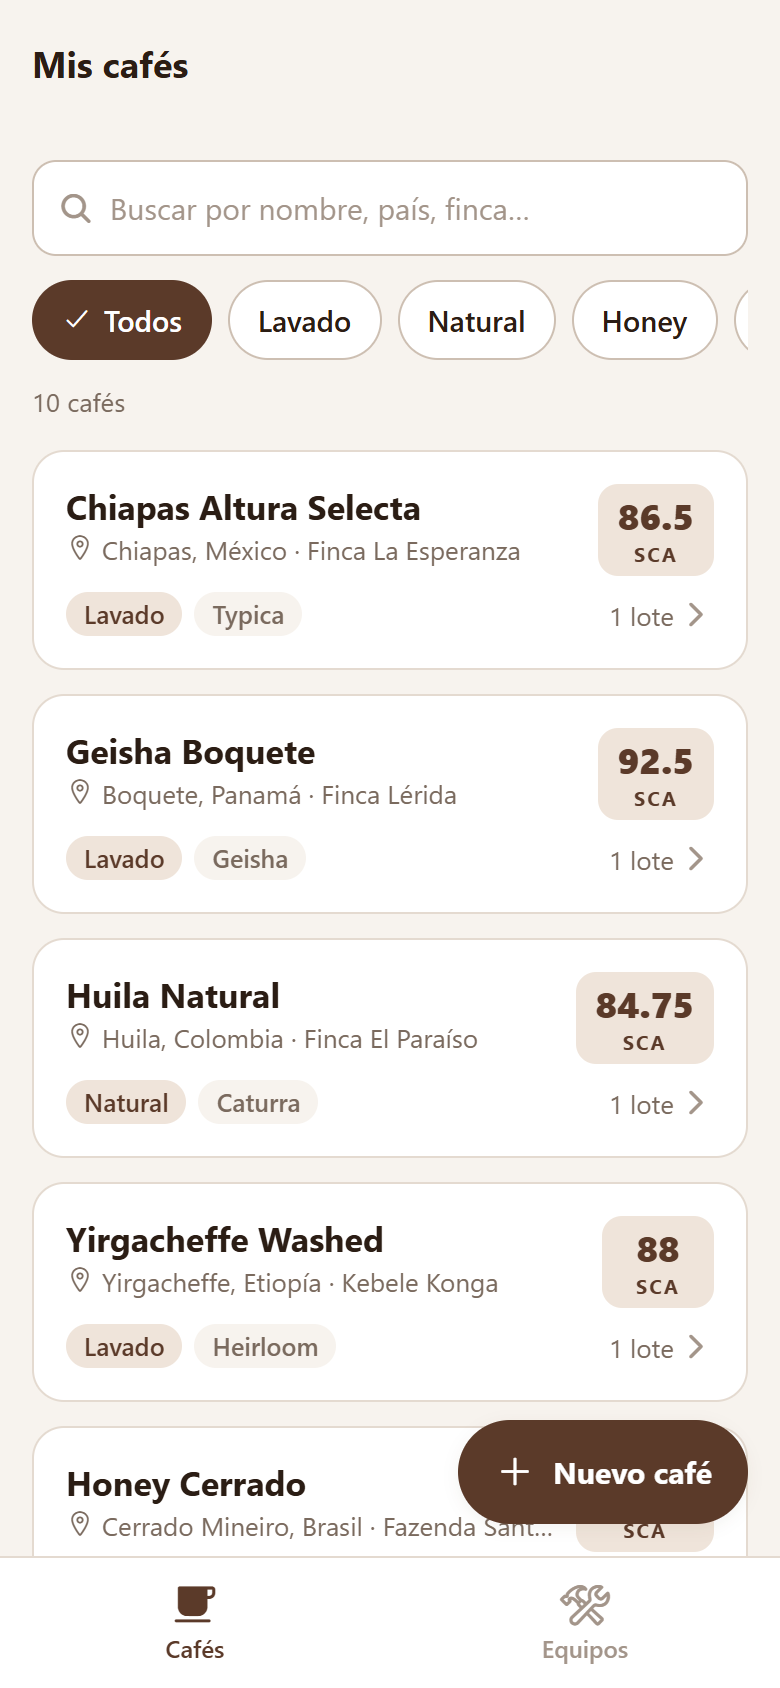 Mis cafés
Buscar por nombre, país, finca...
Todos
Lavado
Natural
Honey
10 cafés
Chiapas Altura Selecta
86.5
SCA
Chiapas, México · Finca La Esperanza
Lavado
Typica
1 lote
Geisha Boquete
92.5
SCA
Boquete, Panamá · Finca Lérida
Lavado
Geisha
1 lote
Huila Natural
84.75
SCA
Huila, Colombia · Finca El Paraíso
Natural
Caturra
1 lote
Yirgacheffe Washed
88
SCA
Yirgacheffe, Etiopía · Kebele Konga
Lavado
Heirloom
1 lote
Honey Cerrado
Nuevo café
Cerrado Mineiro, Brasil · Fazenda Sant...
SCA
Cafés
Equipos